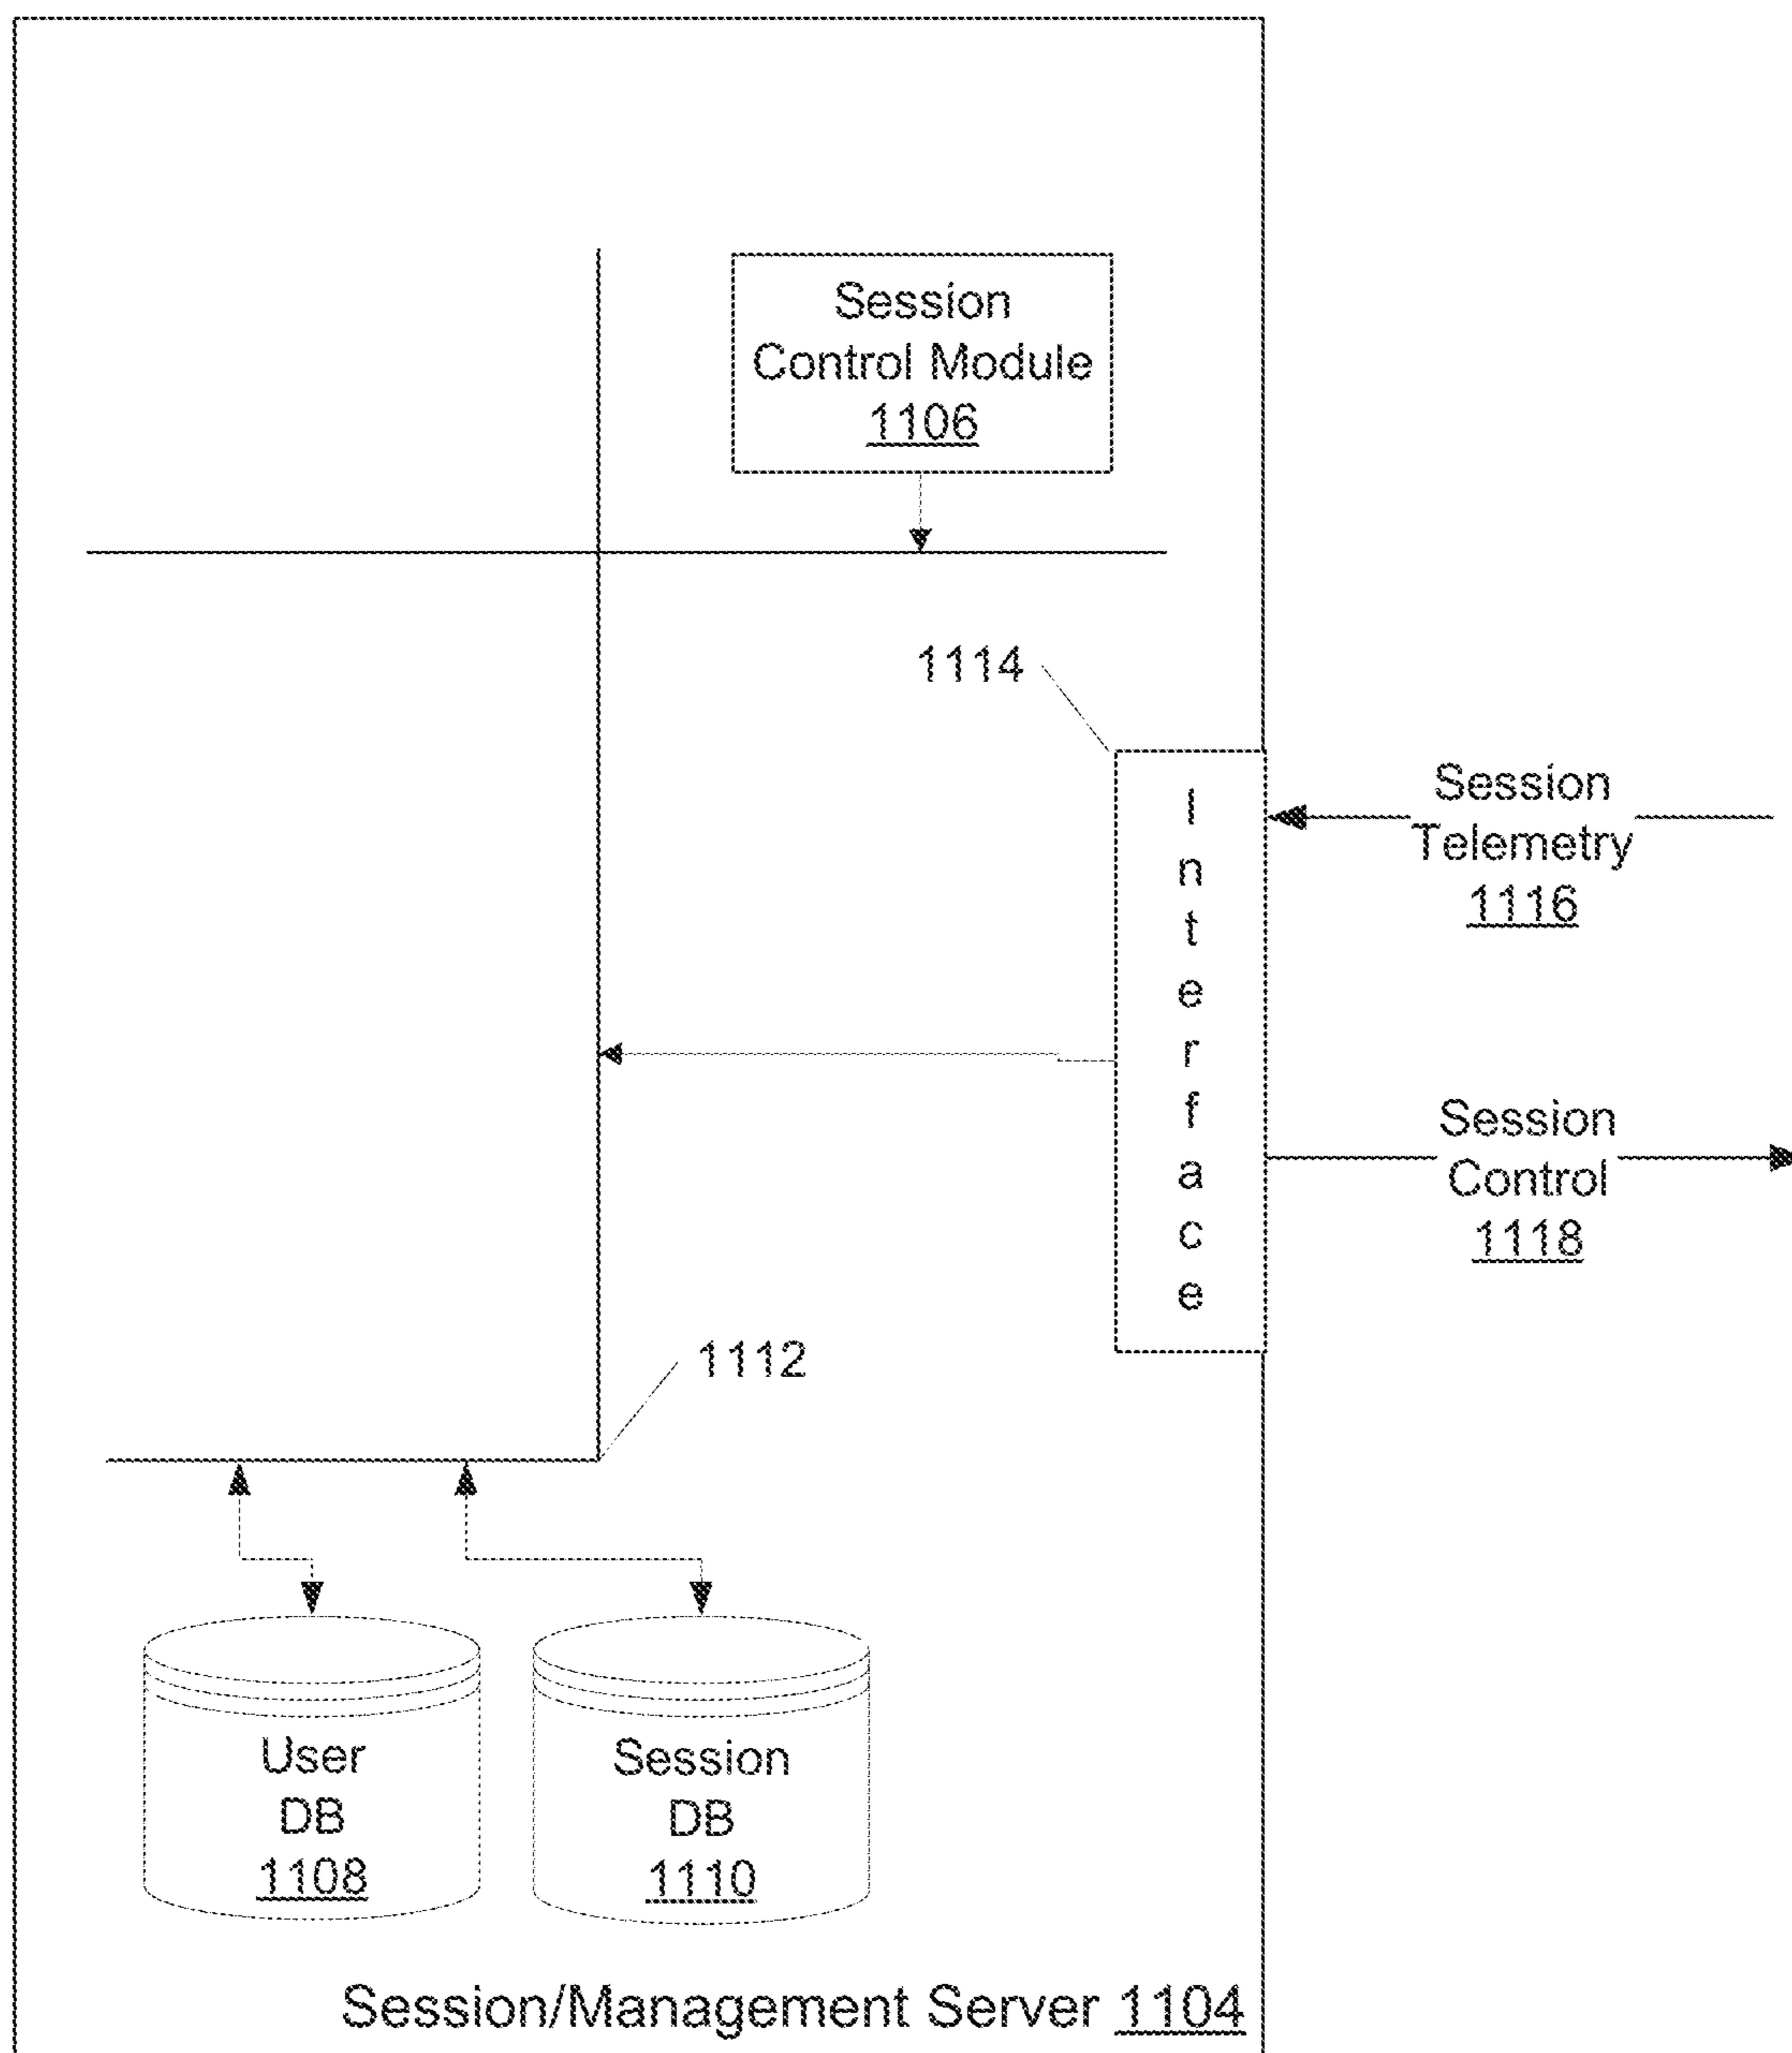 Session
Control Module
1106
1114
Interface
Session
Telemetry
1116
Session
Control
1118
1112
User
DB
1108
Session
DB
1110
Session/Management Server 1104